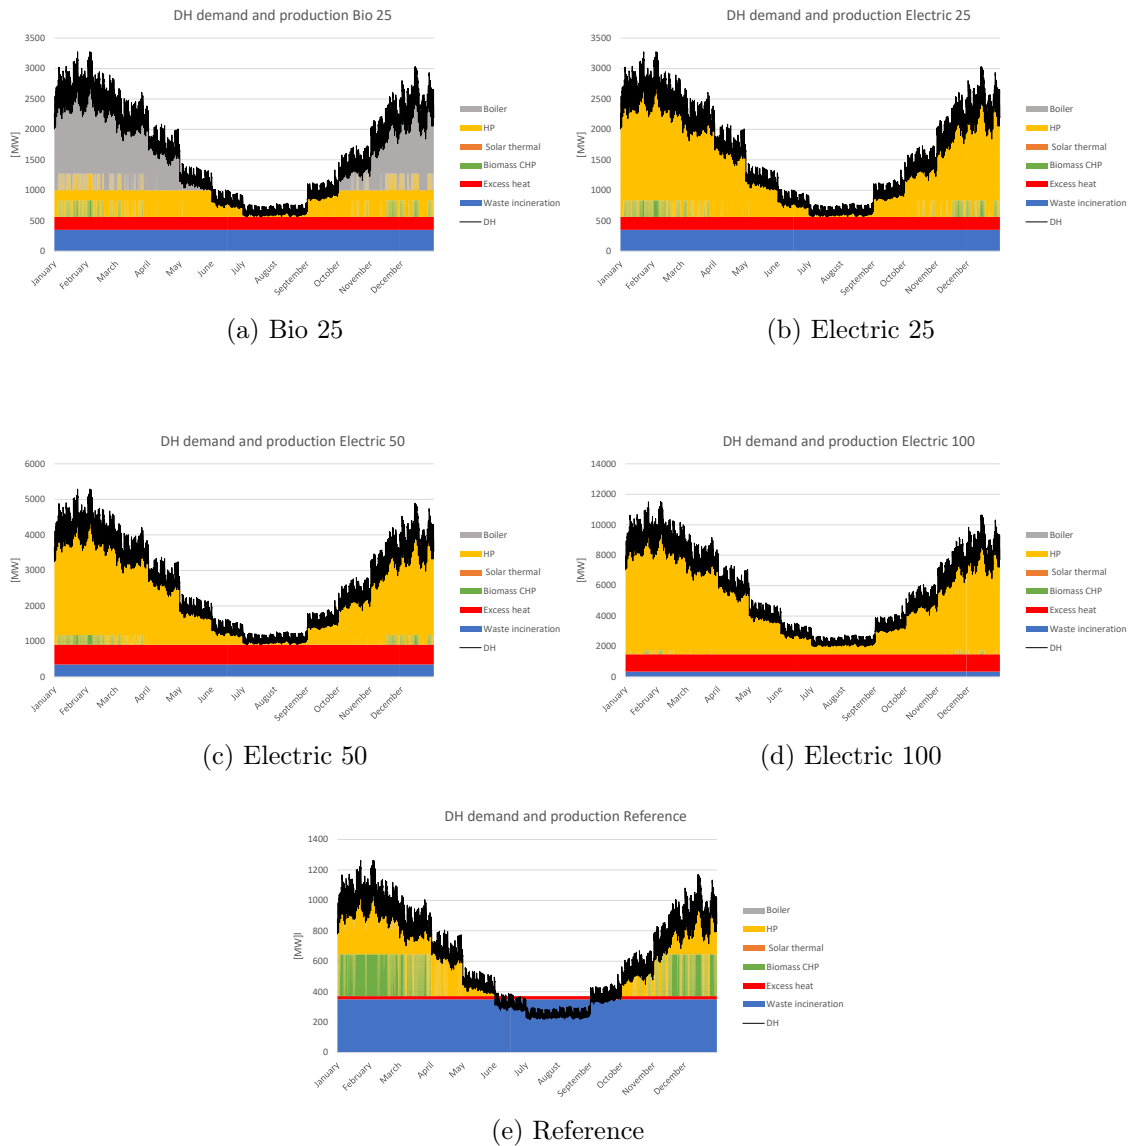 DH demand and production Bio 25
3500
3000
2500
2000
1500
1000
500
0
[MW]
January
February
March
April
May
June
July
August
September
October
November
December
Boiler
HP
Solar thermal
Biomass CHP
Excess heat
Waste incineration
DH
(a) Bio 25
DH demand and production Electric 25
3500
3000
2500
2000
1500
1000
500
0
[MW]
January
February
March
April
May
June
July
August
September
October
November
December
Boiler
HP
Solar thermal
Biomass CHP
Excess heat
Waste incineration
DH
(b) Electric 25
DH demand and production Electric 50
6000
5000
4000
3000
2000
1000
0
[MW]
January
February
March
April
May
June
July
August
September
October
November
December
Boiler
HP
Solar thermal
Biomass CHP
Excess heat
Waste incineration
DH
(c) Electric 50
DH demand and production Electric 100
14000
12000
10000
8000
6000
4000
2000
0
[MW]
January
February
March
April
May
June
July
August
September
October
November
December
Boiler
HP
Solar thermal
Biomass CHP
Excess heat
Waste incineration
DH
(d) Electric 100
DH demand and production Reference
1400
1200
1000
800
600
400
200
0
[MW]l
January
February
March
April
May
June
July
August
September
October
November
December
Boiler
HP
Solar thermal
Biomass CHP
Excess heat
Waste incineration
DH
(e) Reference